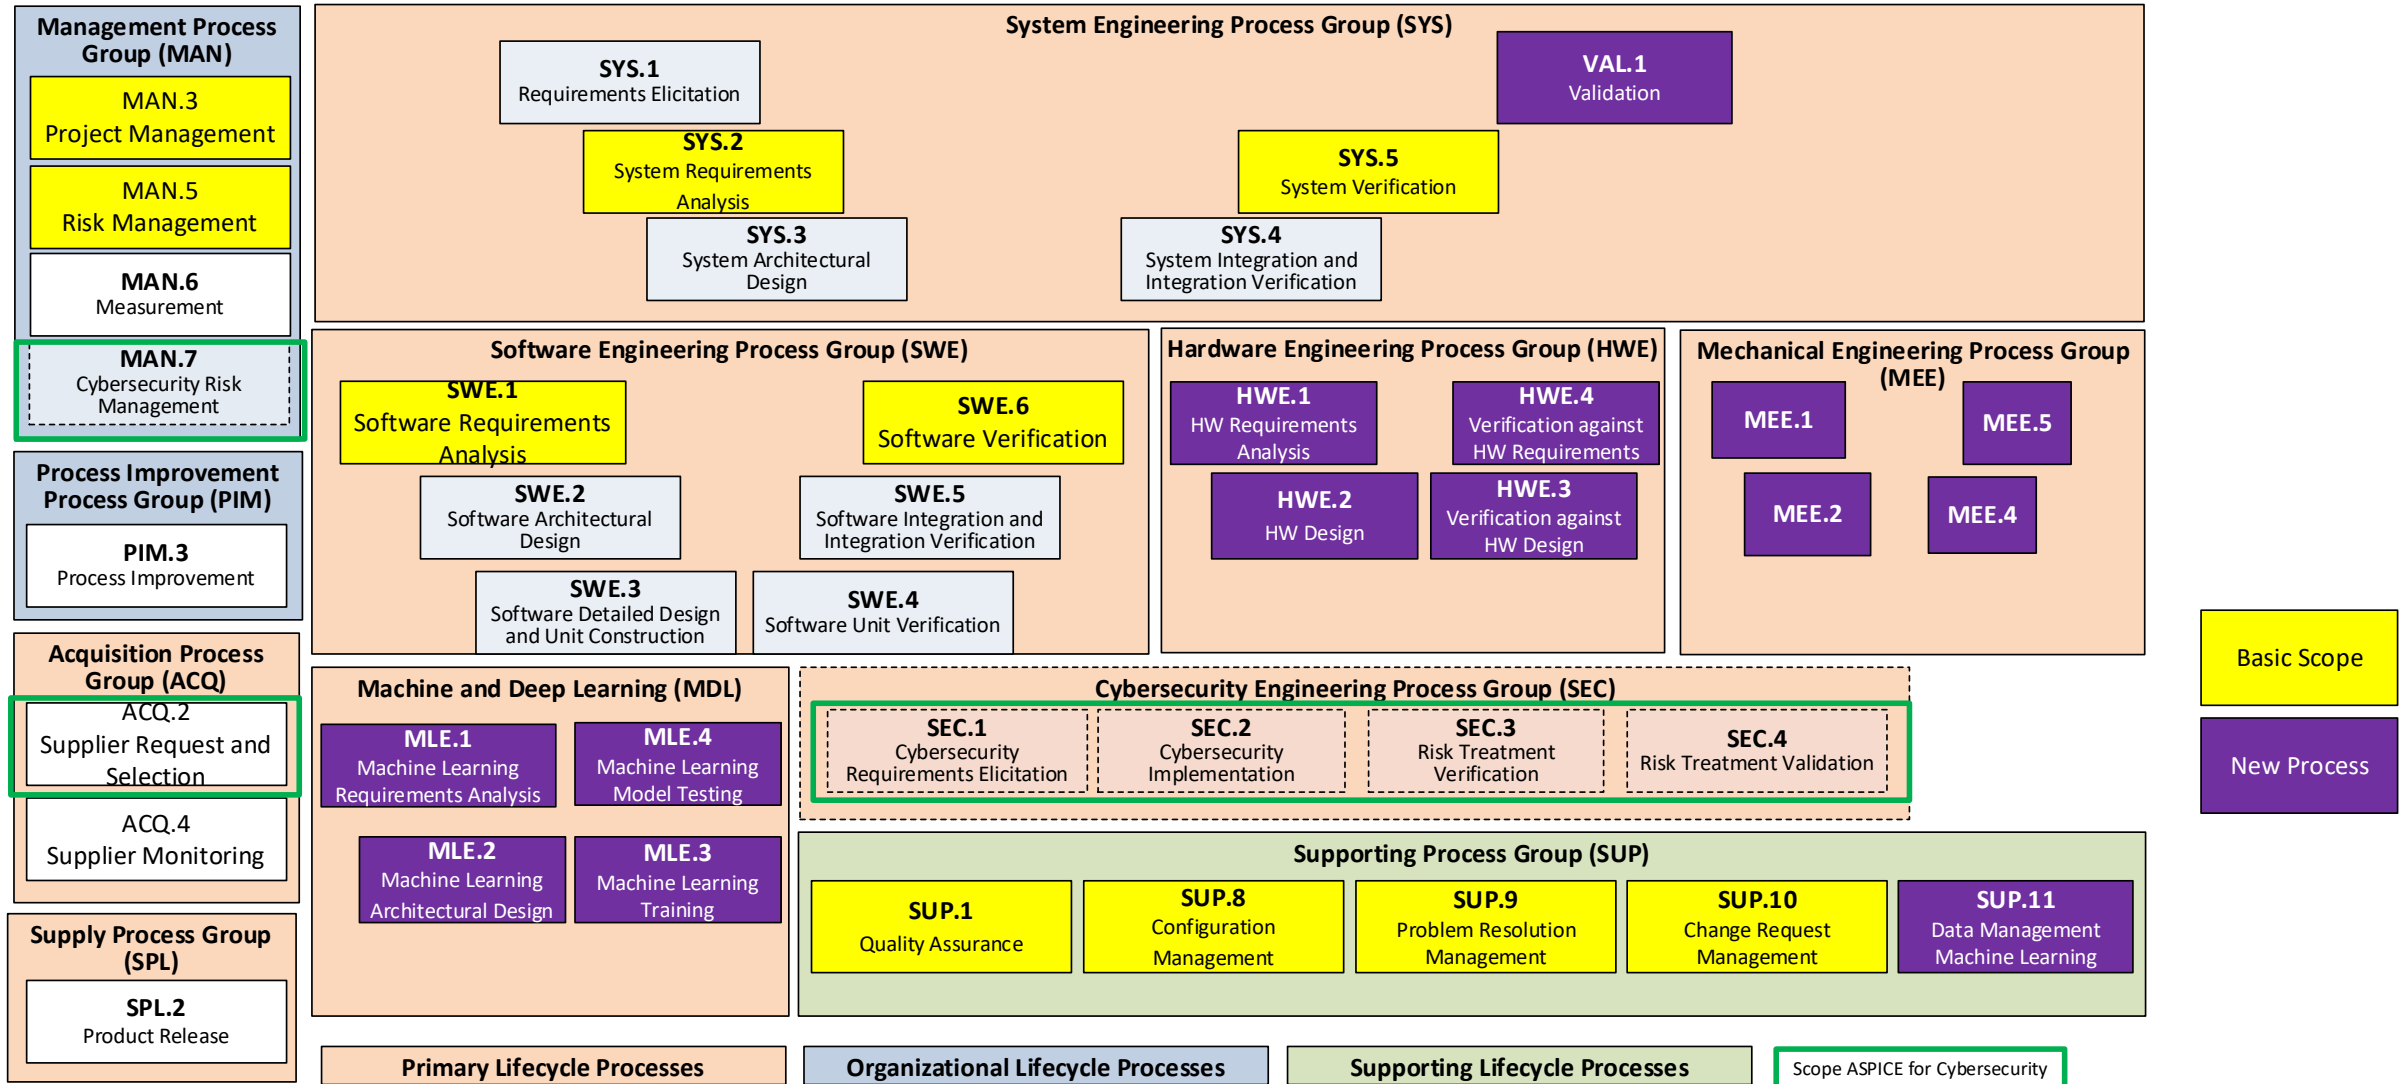 Management Process
Group (MAN)
MAN.3
Project Management
MAN.5
Risk Management
MAN.6
Measurement
MAN.7
Cybersecurity Risk
Management
Process Improvement
Process Group (PIM)
PIM.3
Process Improvement
Acquisition Process
Group (ACQ)
ACQ.2
Supplier Request and
Selection
ACQ.4
Supplier Monitoring
Supply Process Group
(SPL)
SPL.2
Product Release
System Engineering Process Group (SYS)
SYS.1
Requirements Elicitation
SYS.2
System Requirements
Analysis
SYS.3
System Architectural
Design
VAL.1
Validation
SYS.5
System Verification
SYS.4
System Integration and
Integration Verification
Software Engineering Process Group (SWE)
SWE.1
Software Requirements
Analysis
SWE.2
Software Architectural
Design
SWE.3
Software Detailed Design
and Unit Construction
SWE.6
Software Verification
SWE.5
Software Integration and
Integration Verification
SWE.4
Software Unit Verification
Hardware Engineering Process Group (HWE)
HWE.1
HW Requirements
Analysis
HWE.4
Verification against
HW Requirements
HWE.2
HW Design
HWE.3
Verification against
HW Design
Mechanical Engineering Process Group
(MEE)
MEE.1
MEE.5
MEE.2
MEE.4
Machine and Deep Learning (MDL)
MLE.1
Machine Learning
Requirements Analysis
MLE.4
Machine Learning
Model Testing
MLE.2
Machine Learning
Architectural Design
MLE.3
Machine Learning
Training
Cybersecurity Engineering Process Group (SEC)
SEC.1
Cybersecurity
Requirements Elicitation
SEC.2
Cybersecurity
Implementation
SEC.3
Risk Treatment
Verification
SEC.4
Risk Treatment Validation
Supporting Process Group (SUP)
SUP.1
Quality Assurance
SUP.8
Configuration
Management
SUP.9
Problem Resolution
Management
SUP.10
Change Request
Management
SUP.11
Data Management
Machine Learning
Basic Scope
New Process
Primary Lifecycle Processes
Organizational Lifecycle Processes
Supporting Lifecycle Processes
Scope ASPICE for Cybersecurity